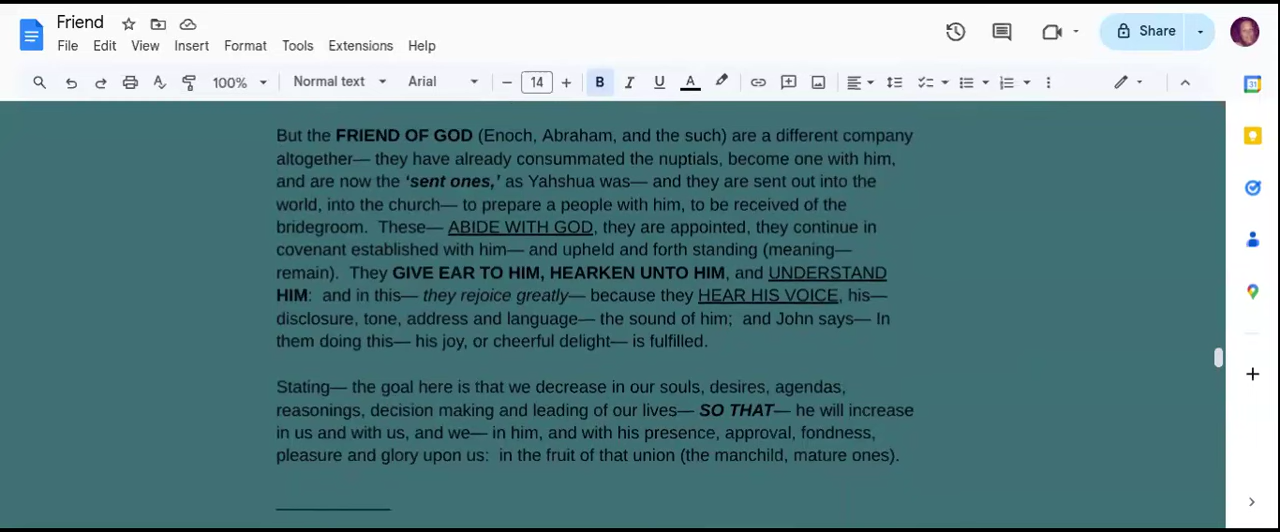 Friend
File Edit View Insert Format Tools Extensions Help
Share
100% Normal text Arial − 14 + B I U A
31
But the FRIEND OF GOD (Enoch, Abraham, and the such) are a different company
altogether— they have already consummated the nuptials, become one with him,
and are now the ‘sent ones,’ as Yahshua was— and they are sent out into the
world, into the church— to prepare a people with him, to be received of the
bridegroom.  These— ABIDE WITH GOD, they are appointed, they continue in
covenant established with him— and upheld and forth standing (meaning—
remain).  They GIVE EAR TO HIM, HEARKEN UNTO HIM, and UNDERSTAND
HIM:  and in this— they rejoice greatly— because they HEAR HIS VOICE, his—
disclosure, tone, address and language— the sound of him;  and John says— In
them doing this— his joy, or cheerful delight— is fulfilled.
Stating— the goal here is that we decrease in our souls, desires, agendas,
reasonings, decision making and leading of our lives— SO THAT— he will increase
in us and with us, and we— in him, and with his presence, approval, fondness,
pleasure and glory upon us:  in the fruit of that union (the manchild, mature ones).